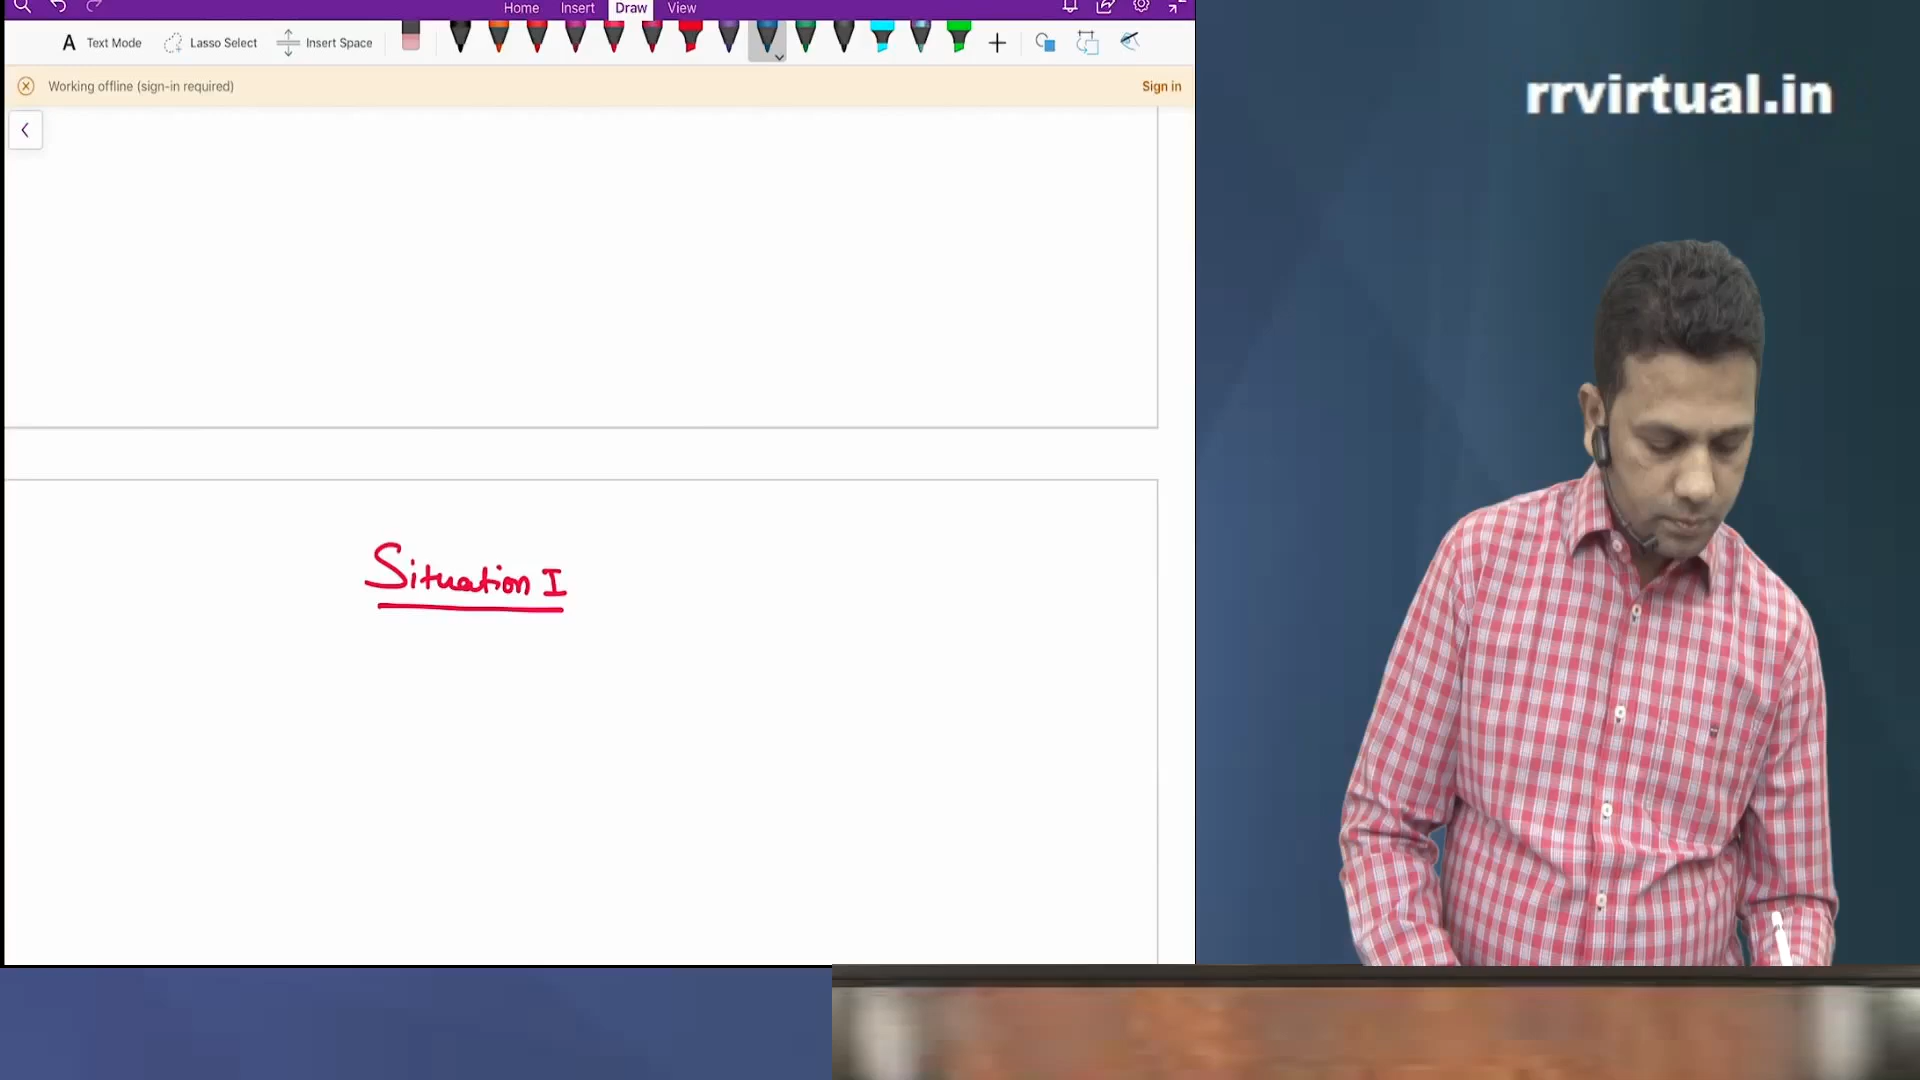 Home Insert Draw View
A Text Mode Lasso Select Insert Space
Working offline (sign-in required) Sign in
rrvirtual.in
Situation I